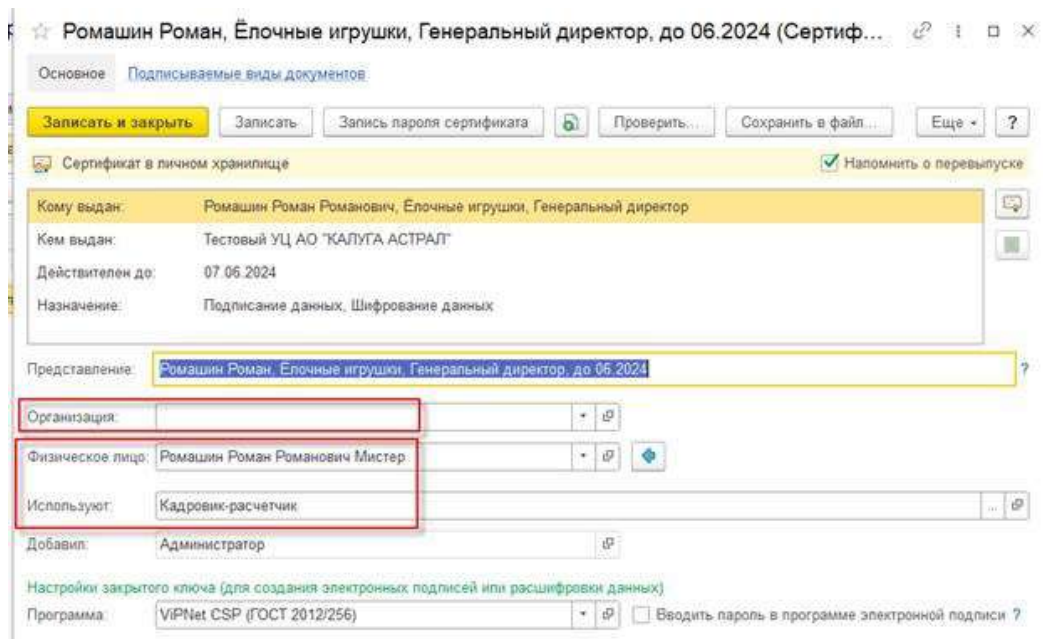 Ромашин Роман, Ёлочные игрушки, Генеральный директор, до 06.2024 (Сертиф...
Основное Подписываемые виды документов
Записать и закрыть Записать Запись пароля сертификата Проверить... Сохранить в файл... Еще ?
Сертификат в личном хранилище Напомнить о перевыпуске
Кому выдан: Ромашин Роман Романович, Ёлочные игрушки, Генеральный директор
Кем выдан: Тестовый УЦ АО "КАЛУГА АСТРАЛ"
Действителен до: 07.06.2024
Назначение: Подписание данных, Шифрование данных
Представление: Ромашин Роман, Ёлочные игрушки, Генеральный директор, до 06.2024 ?
Организация:
Физическое лицо: Ромашин Роман Романович Мистер
Используют: Кадровик-расчетчик ...
Добавил: Администратор
Настройки закрытого ключа (для создания электронных подписей или расшифровки данных)
Программа: ViPNet CSP (ГОСТ 2012/256) Вводить пароль в программе электронной подписи ?